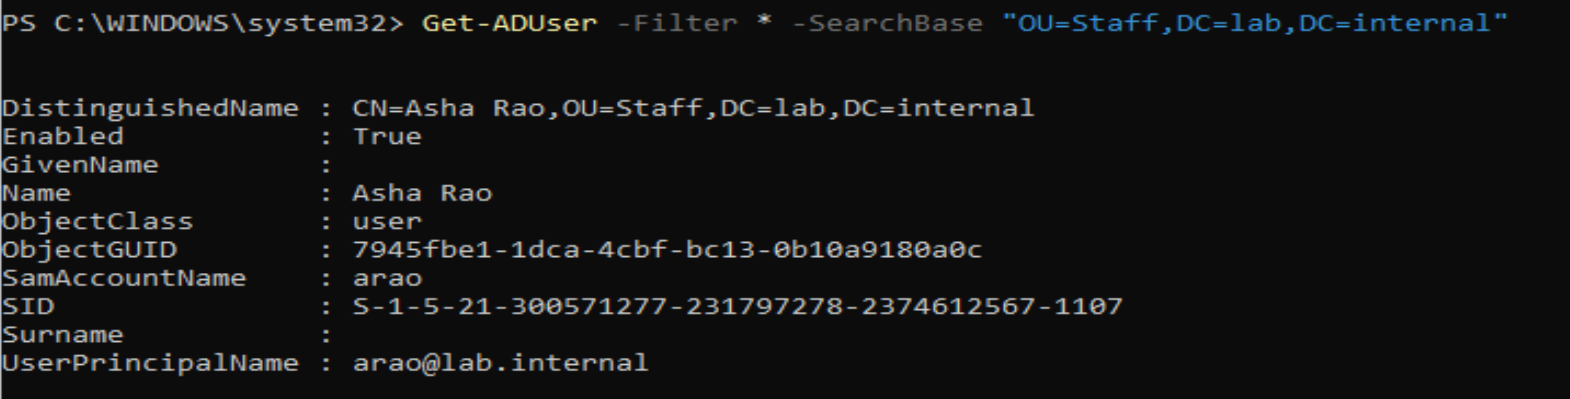 PS C:\WINDOWS\system32> Get-ADUser -Filter * -SearchBase "OU=Staff,DC=lab,DC=internal"
DistinguishedName : CN=Asha Rao,OU=Staff,DC=lab,DC=internal
Enabled           : True
GivenName         :
Name              : Asha Rao
ObjectClass       : user
ObjectGUID        : 7945fbe1-1dca-4cbf-bc13-0b10a9180a0c
SamAccountName    : arao
SID               : S-1-5-21-300571277-231797278-2374612567-1107
Surname           :
UserPrincipalName : arao@lab.internal